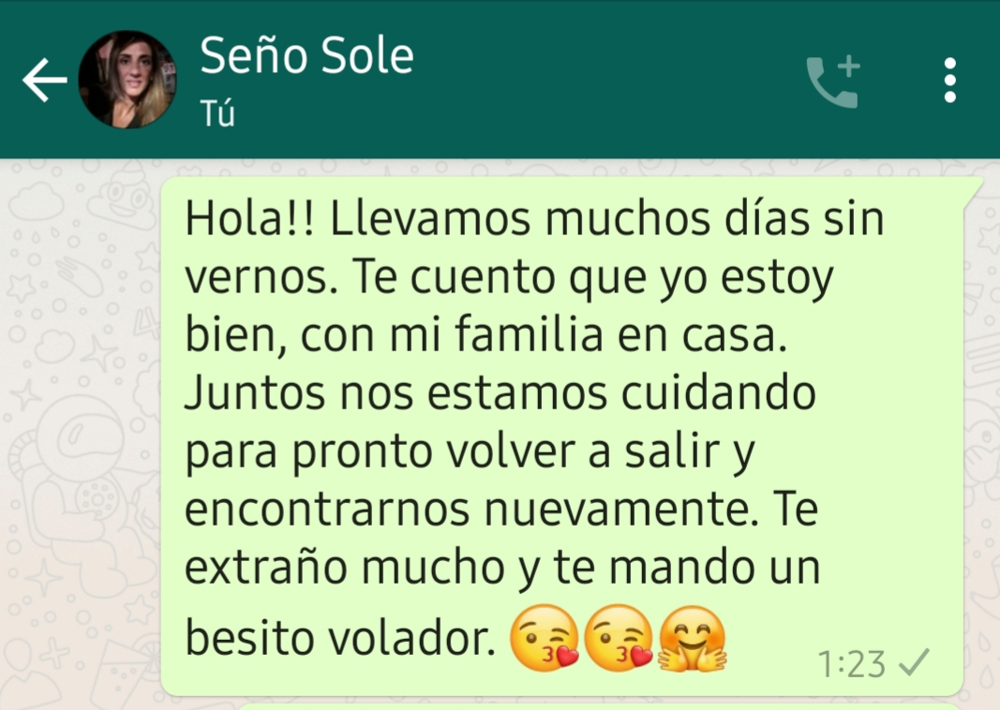 Seño Sole
Tú
Hola!! Llevamos muchos días sin
vernos. Te cuento que yo estoy
bien, con mi familia en casa.
Juntos nos estamos cuidando
para pronto volver a salir y
encontrarnos nuevamente. Te
extraño mucho y te mando un
besito volador. 😘😘🤗
1:23